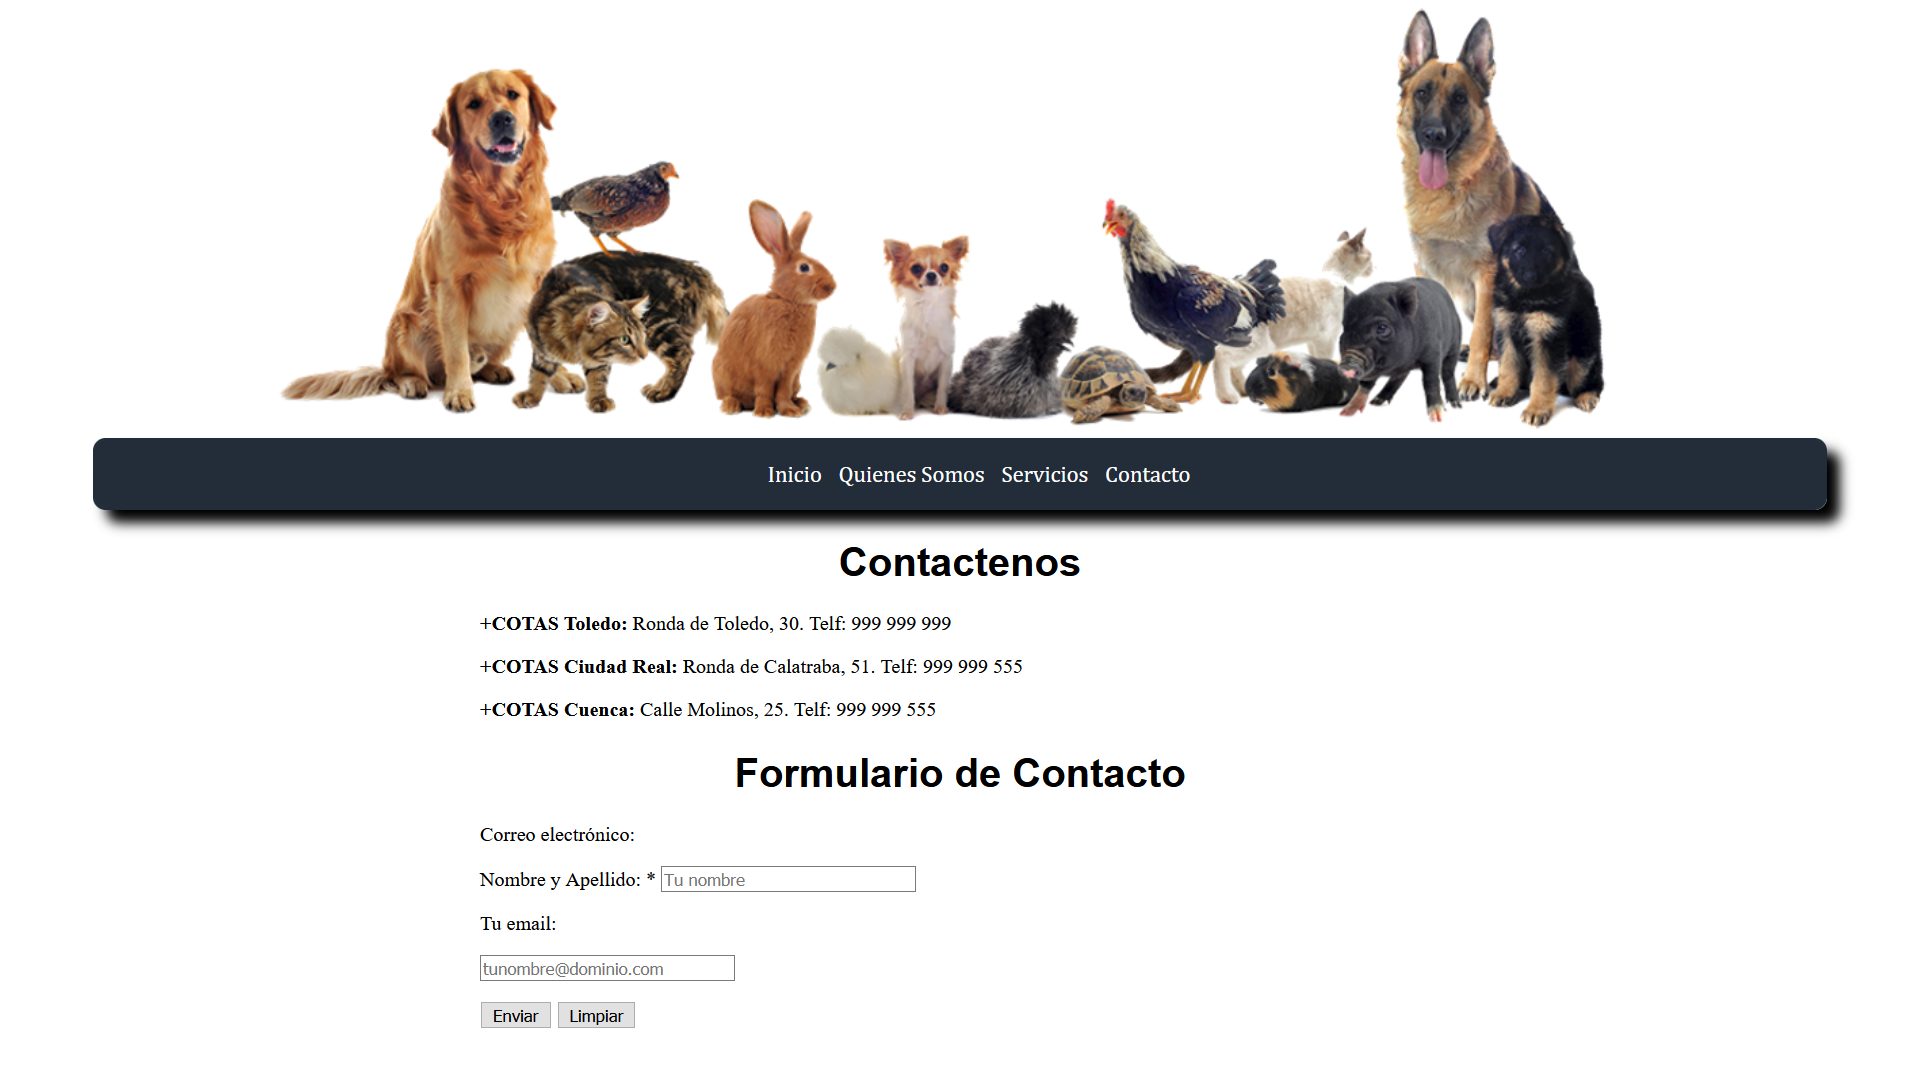 Inicio Quienes Somos Servicios Contacto
Contactenos
+COTAS Toledo: Ronda de Toledo, 30. Telf: 999 999 999
+COTAS Ciudad Real: Ronda de Calatraba, 51. Telf: 999 999 555
+COTAS Cuenca: Calle Molinos, 25. Telf: 999 999 555
Formulario de Contacto
Correo electrónico:
Nombre y Apellido: * Tu nombre
Tu email:
tunombre@dominio.com
Enviar Limpiar